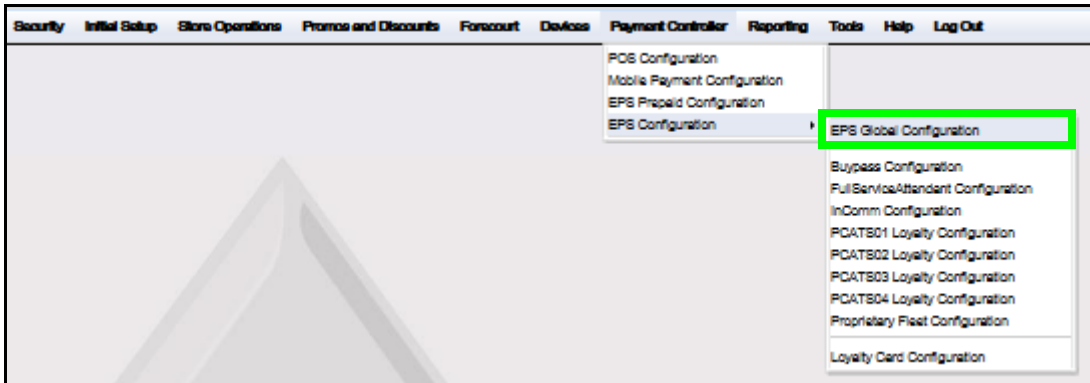 Security Initial Setup Store Operations Promos and Discounts Forecourt Devices Payment Controller Reporting Tools Help Log Out
POS Configuration
Mobile Payment Configuration
EPS Prepaid Configuration
EPS Configuration
EPS Global Configuration
Buypass Configuration
FullServiceAttendant Configuration
InComm Configuration
PCATS01 Loyalty Configuration
PCATS02 Loyalty Configuration
PCATS03 Loyalty Configuration
PCATS04 Loyalty Configuration
Proprietary Fleet Configuration
Loyalty Card Configuration